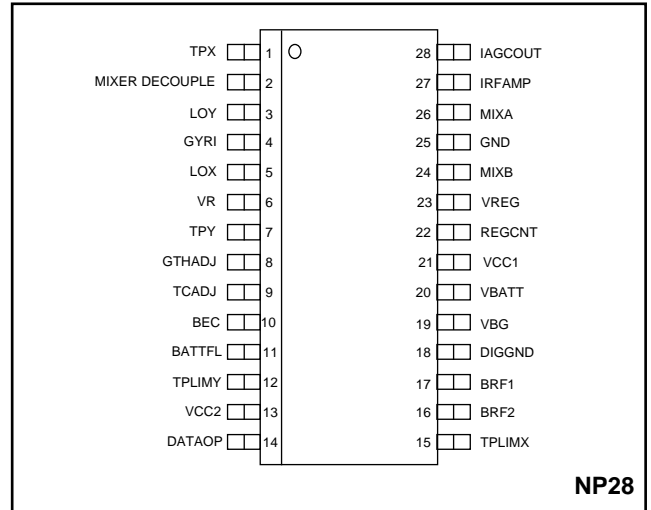 TPX 1 28 IAGCOUT
MIXER DECOUPLE 2 27 IRFAMP
LOY 3 26 MIXA
GYRI 4 25 GND
LOX 5 24 MIXB
VR 6 23 VREG
TPY 7 22 REGCNT
GTHADJ 8 21 VCC1
TCADJ 9 20 VBATT
BEC 10 19 VBG
BATTFL 11 18 DIGGND
TPLIMY 12 17 BRF1
VCC2 13 16 BRF2
DATAOP 14 15 TPLIMX
NP28